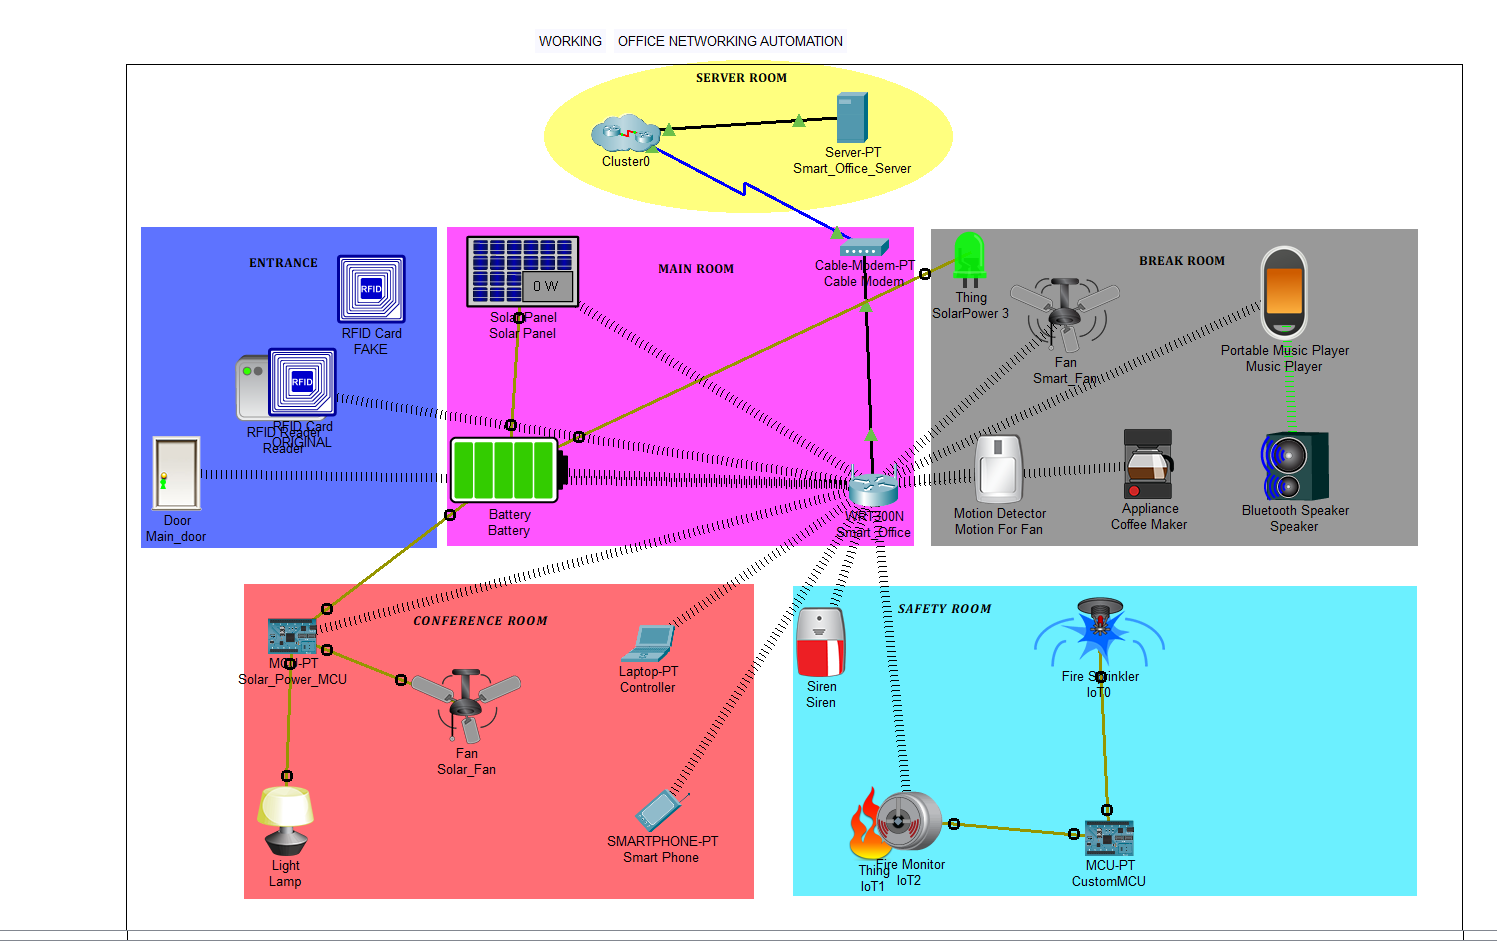 WORKING OFFICE NETWORKING AUTOMATION
SERVER ROOM
Cluster0
Server-PT
Smart_Office_Server
ENTRANCE
RFID
RFID Card
FAKE
RFID
RFID Card
ORIGINAL
RFID Reader
Reader
Door
Main_door
MAIN ROOM
0 W
Solar Panel
Solar Panel
Cable-Modem-PT
Cable Modem
Battery
Battery
WRT300N
Smart_Office
BREAK ROOM
Thing
SolarPower 3
Fan
Smart_Fan
Portable Music Player
Music Player
Motion Detector
Motion For Fan
Appliance
Coffee Maker
Bluetooth Speaker
Speaker
CONFERENCE ROOM
MCU-PT
Solar_Power_MCU
Fan
Solar_Fan
Light
Lamp
Laptop-PT
Controller
SMARTPHONE-PT
Smart Phone
SAFETY ROOM
Siren
Siren
Fire Sprinkler
IoT0
Thing
IoT1
Fire Monitor
IoT2
MCU-PT
CustomMCU